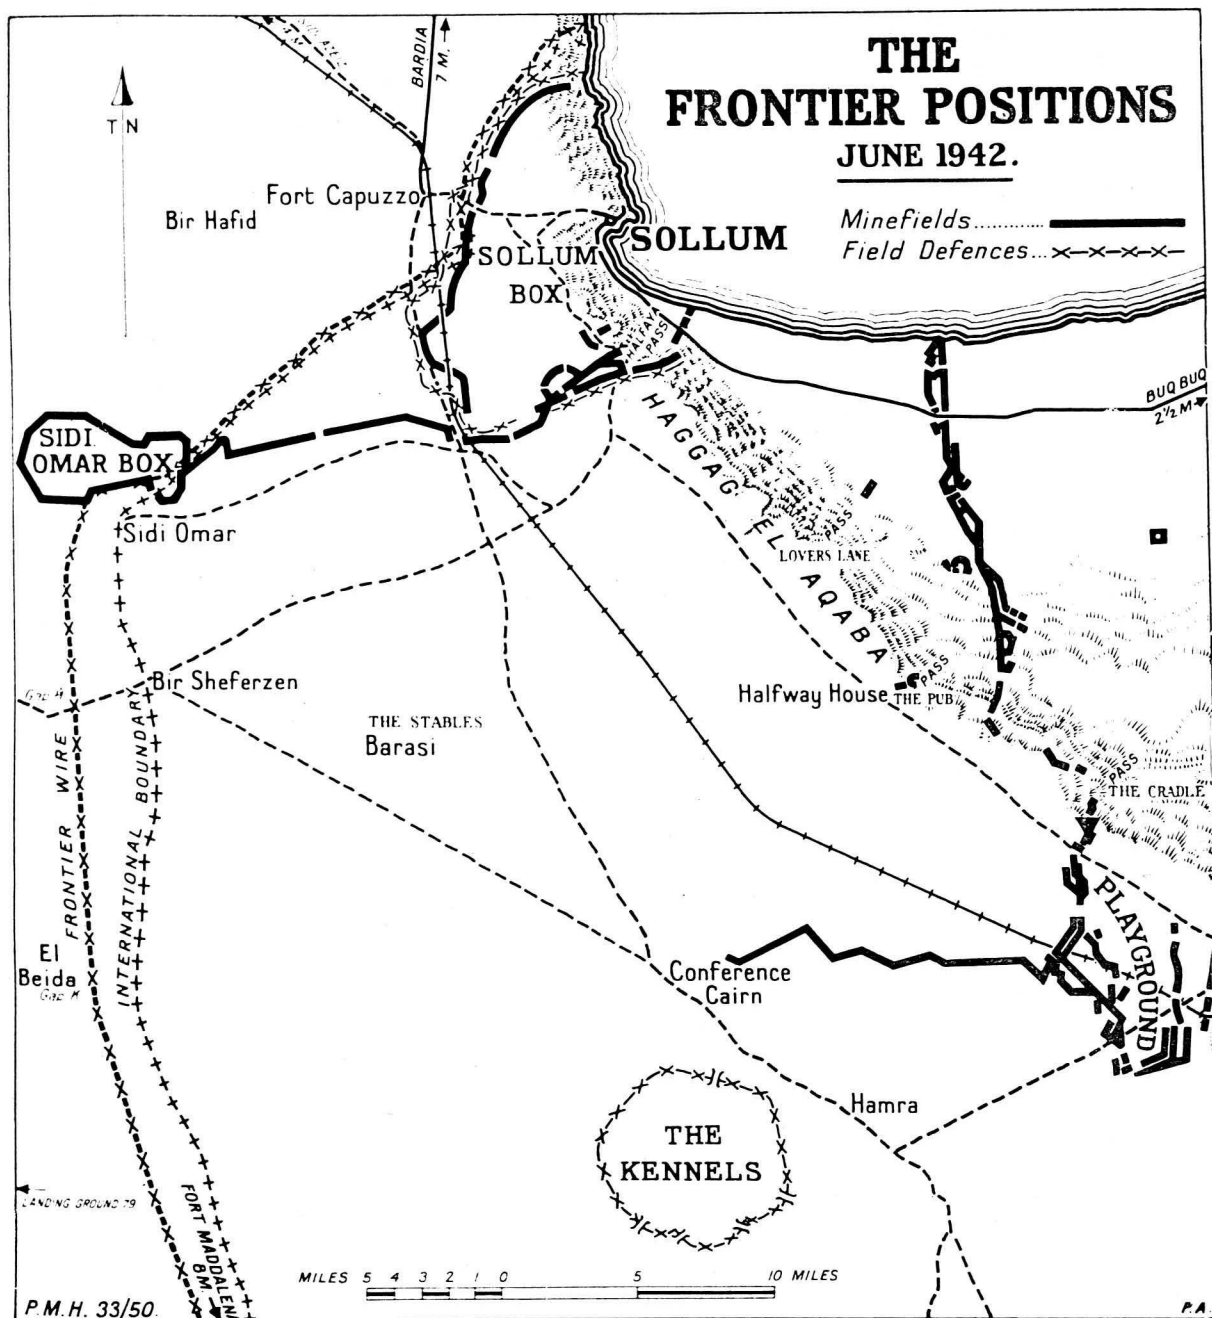 THE
FRONTIER POSITIONS
JUNE 1942.
Minefields............
Field Defences...
T N
BARDIA
7 M.
Fort Capuzzo
Bir Hafid
SOLLUM
SOLLUM
BOX
HALFAYA
PASS
BUQ BUQ
2½ M
SIDI
OMAR BOX
Sidi Omar
HAGGAG EL AQABA
PASS
LOVERS LANE
Bir Sheferzen
Halfway House
THE PUB
PASS
THE STABLES
Barasi
PASS
THE CRADLE
FRONTIER WIRE
INTERNATIONAL BOUNDARY
PLAYGROUND
El
Beida
Gap K
Conference
Cairn
Hamra
THE
KENNELS
LANDING GROUND 79
FORT MADDALENA
8M.
MILES 5 4 3 2 1 0 5 10 MILES
P.M.H. 33/50.
P.A.